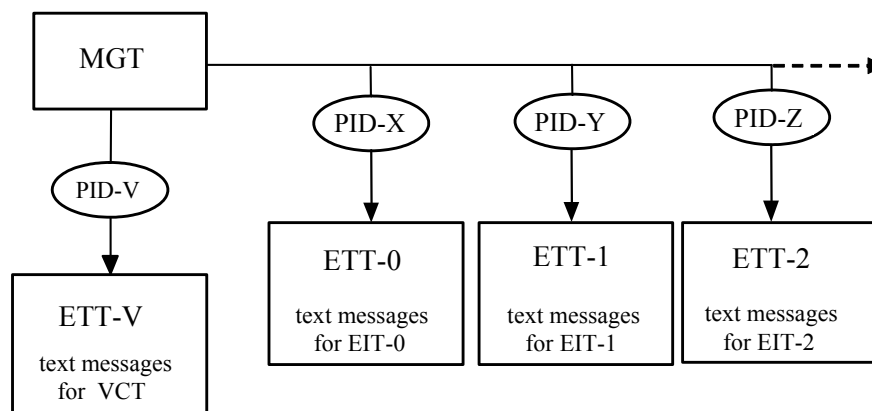 MGT
PID-X
PID-Y
PID-Z
PID-V
ETT-0
text messages
for EIT-0
ETT-1
text messages
for EIT-1
ETT-2
text messages
for EIT-2
ETT-V
text messages
for VCT